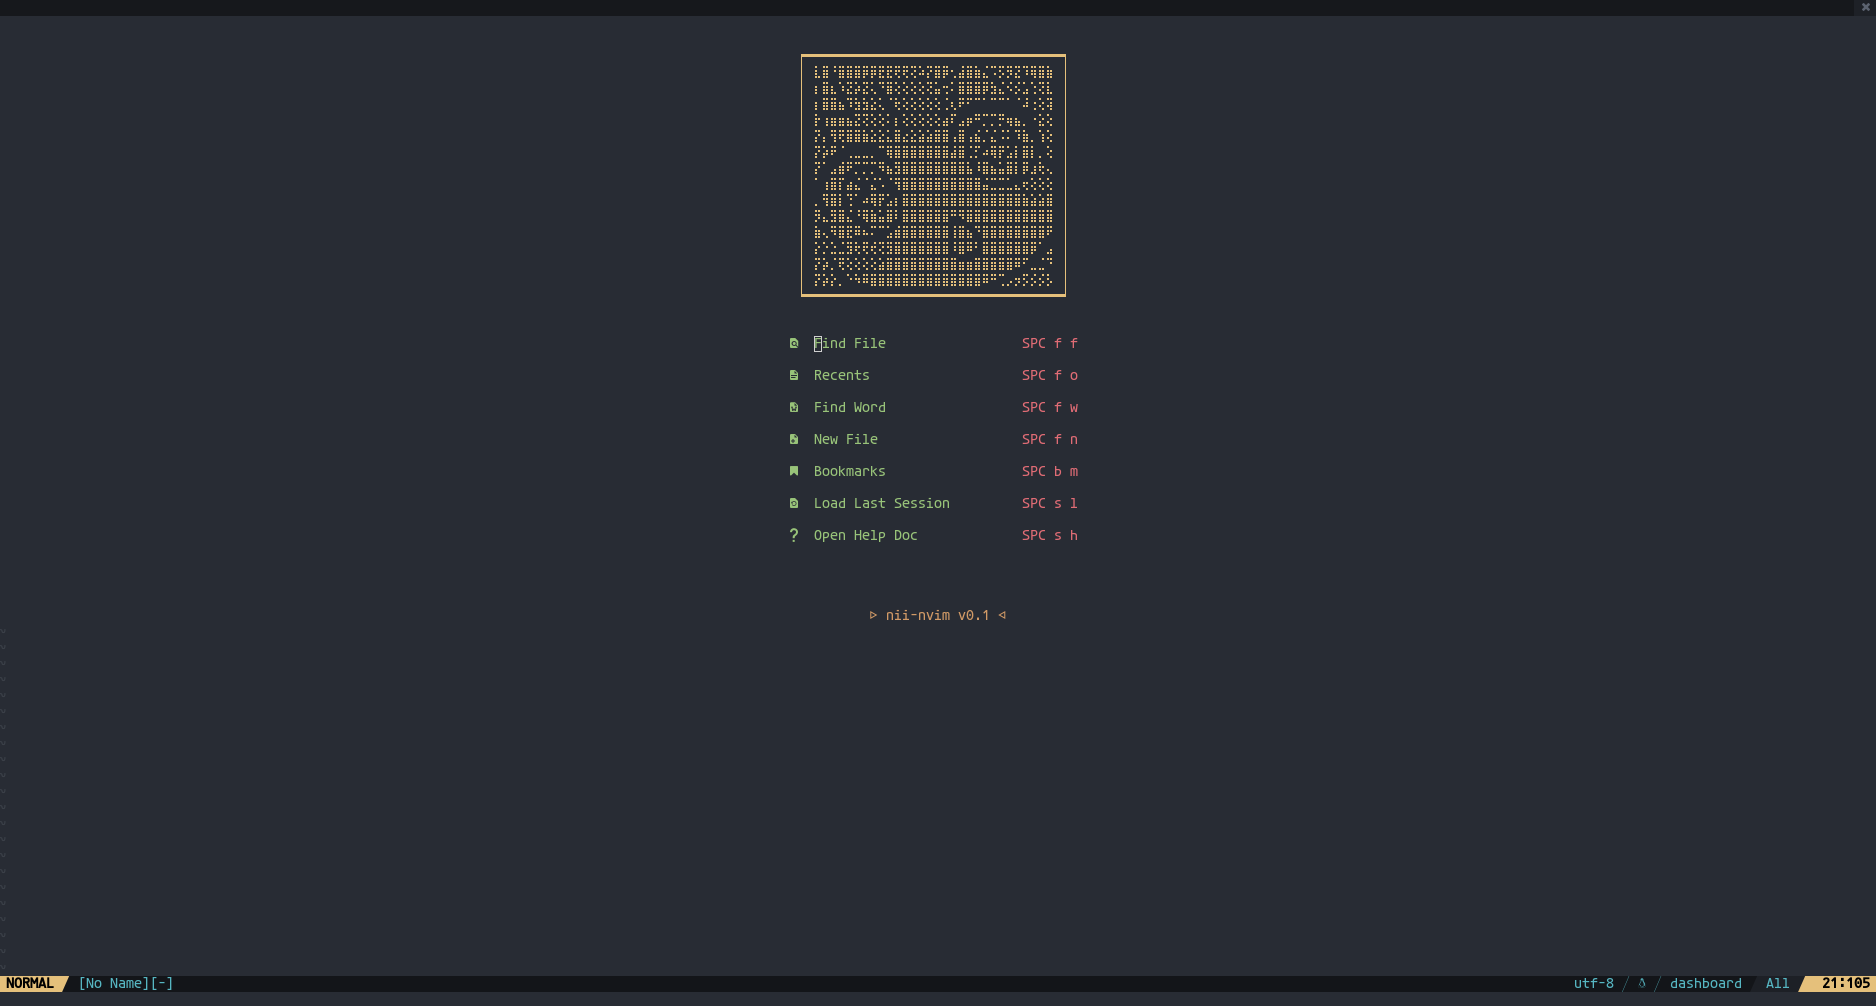 Find File SPC f f
Recents SPC f o
Find Word SPC f w
New File SPC f n
Bookmarks SPC b m
Load Last Session SPC s l
Open Help Doc SPC s h
▷ nii-nvim v0.1 ◁
NORMAL [No Name][-] utf-8 / / dashboard All 21:105